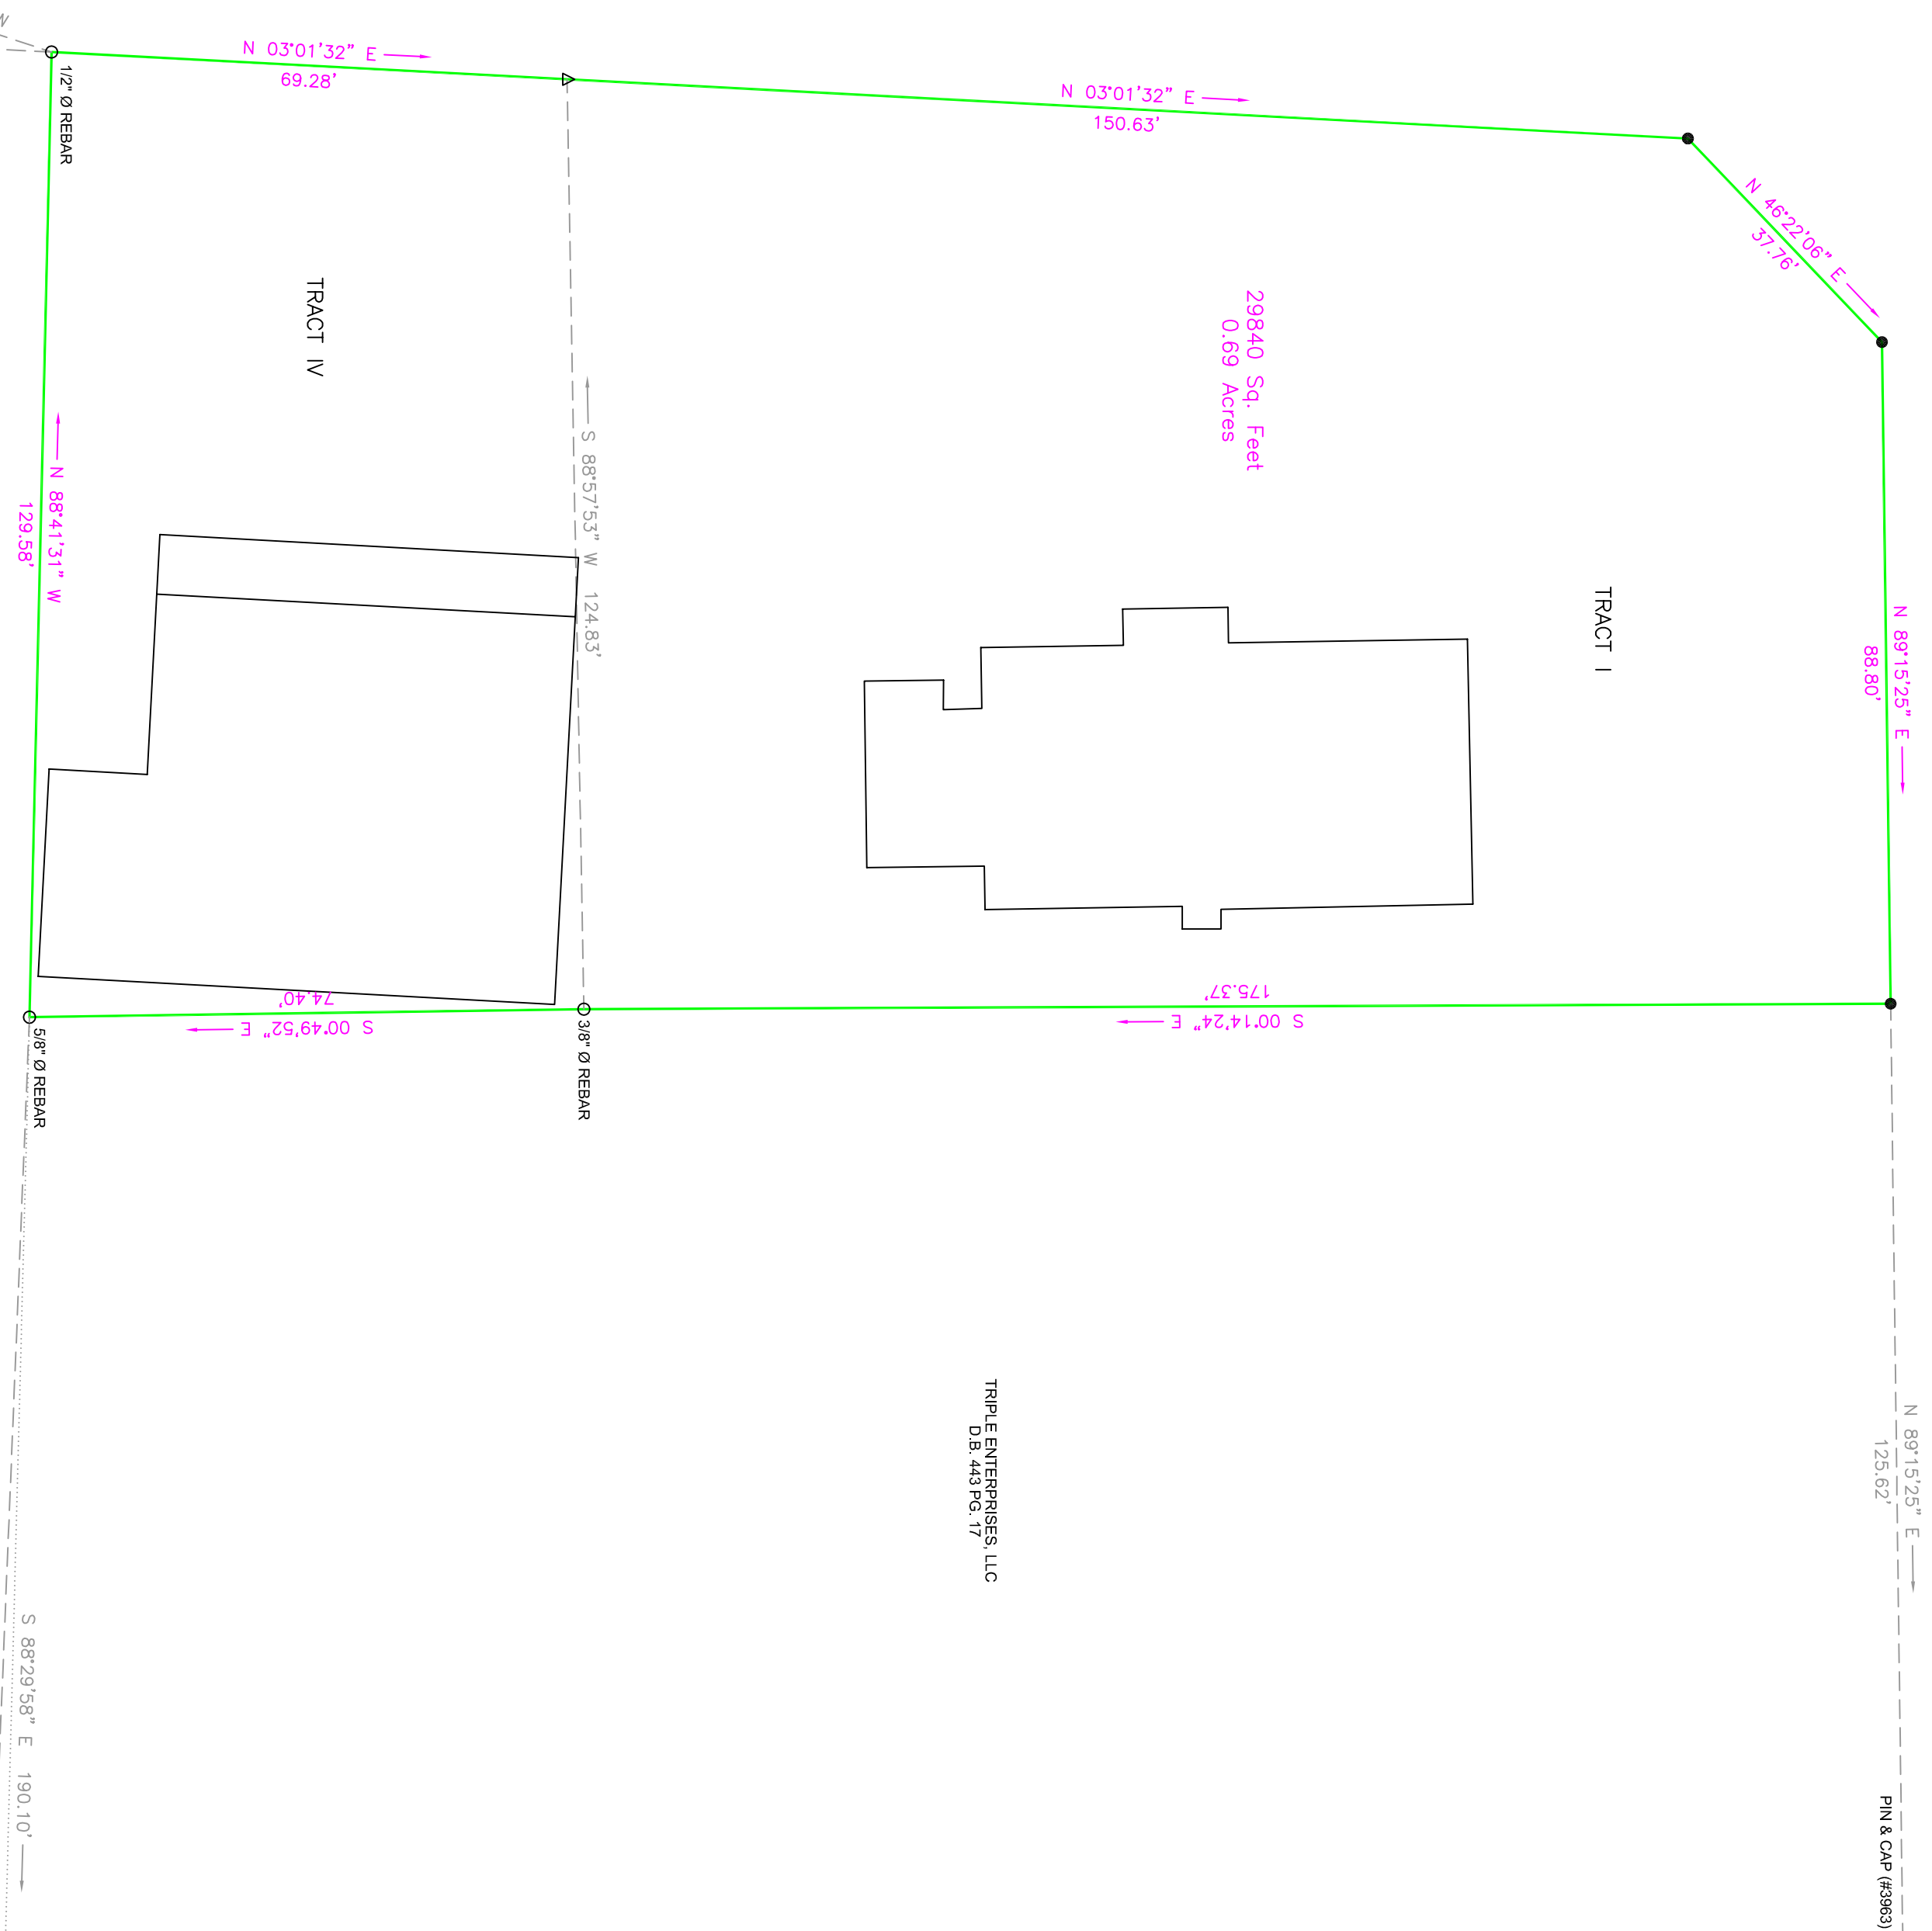 N 03°01'32" E
69.28'
N 03°01'32" E
150.63'
N 46°22'06" E
37.76'
N 89°15'25" E
88.80'
N 89°15'25" E
125.62'
PIN & CAP (#3963)
TRACT I
29840 Sq. Feet
0.69 Acres
S 88°57'53" W 124.83'
TRACT IV
1/2" Ø REBAR
N 88°41'31" W
129.58'
175.37'
S 00°14'24" E
74.40'
S 00°49'52" E
3/8" Ø REBAR
5/8" Ø REBAR
TRIPLE ENTERPRISES, LLC
D.B. 443 PG. 17
S 88°29'58" E 190.10'